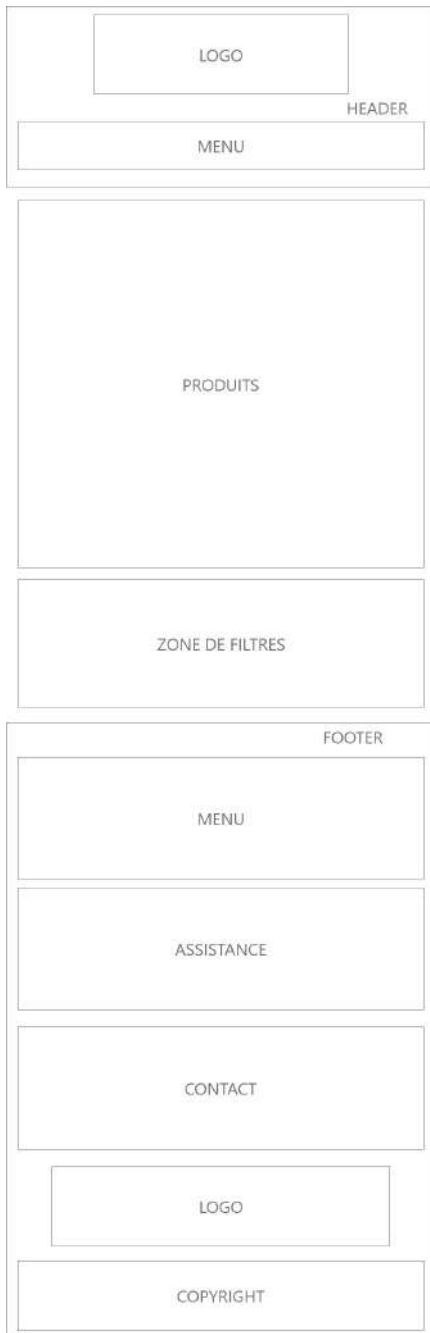 LOGO
HEADER
MENU
PRODUITS
ZONE DE FILTRES
FOOTER
MENU
ASSISTANCE
CONTACT
LOGO
COPYRIGHT